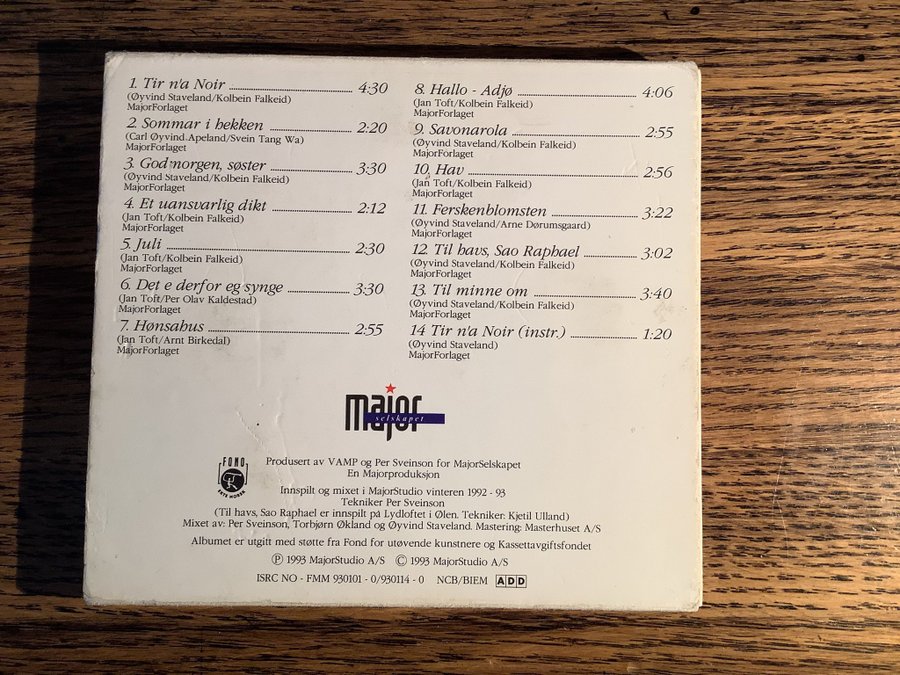 1. Tir n'a Noir 4:30
(Øyvind Staveland/Kolbein Falkeid)
MajorForlaget
2. Sommar i hekken 2:20
(Carl Øyvind Apeland/Svein Tang Wa)
MajorForlaget
3. God morgen, søster 3:30
(Øyvind Staveland/Kolbein Falkeid)
MajorForlaget
4. Et uansvarlig dikt 2:12
(Jan Toft/Kolbein Falkeid)
MajorForlaget
5. Juli 2:30
(Jan Toft/Kolbein Falkeid)
MajorForlaget
6. Det e derfor eg synge 3:30
(Jan Toft/Per Olav Kaldestad)
MajorForlaget
7. Hønsahus 2:55
(Jan Toft/Arnt Birkedal)
MajorForlaget
8. Hallo - Adjø 4:06
(Jan Toft/Kolbein Falkeid)
MajorForlaget
9. Savonarola 2:55
(Øyvind Staveland/Kolbein Falkeid)
MajorForlaget
10. Hav 2:56
(Jan Toft/Kolbein Falkeid)
MajorForlaget
11. Ferskenblomsten 3:22
(Øyvind Staveland/Arne Dørumsgaard)
MajorForlaget
12. Til havs, Sao Raphael 3:02
(Øyvind Staveland/Kolbein Falkeid)
MajorForlaget
13. Til minne om 3:40
(Øyvind Staveland/Kolbein Falkeid)
MajorForlaget
14 Tir n'a Noir (instr.) 1:20
(Øyvind Staveland)
MajorForlaget
major
selskapet
FONO
Produsert av VAMP og Per Sveinson for MajorSelskapet
En Majorproduksjon
Innspilt og mixet i MajorStudio vinteren 1992 - 93
Tekniker Per Sveinson
(Til havs, Sao Raphael er innspilt på Lydloftet i Ølen. Tekniker: Kjetil Ulland)
Mixet av: Per Sveinson, Torbjørn Økland og Øyvind Staveland. Mastering: Masterhuset A/S
Albumet er utgitt med støtte fra Fond for utøvende kunstnere og Kassettavgiftsfondet
Ⓟ 1993 MajorStudio A/S © 1993 MajorStudio A/S
ISRC NO - FMM 930101 - 0/930114 - 0 NCB/BIEM ADD